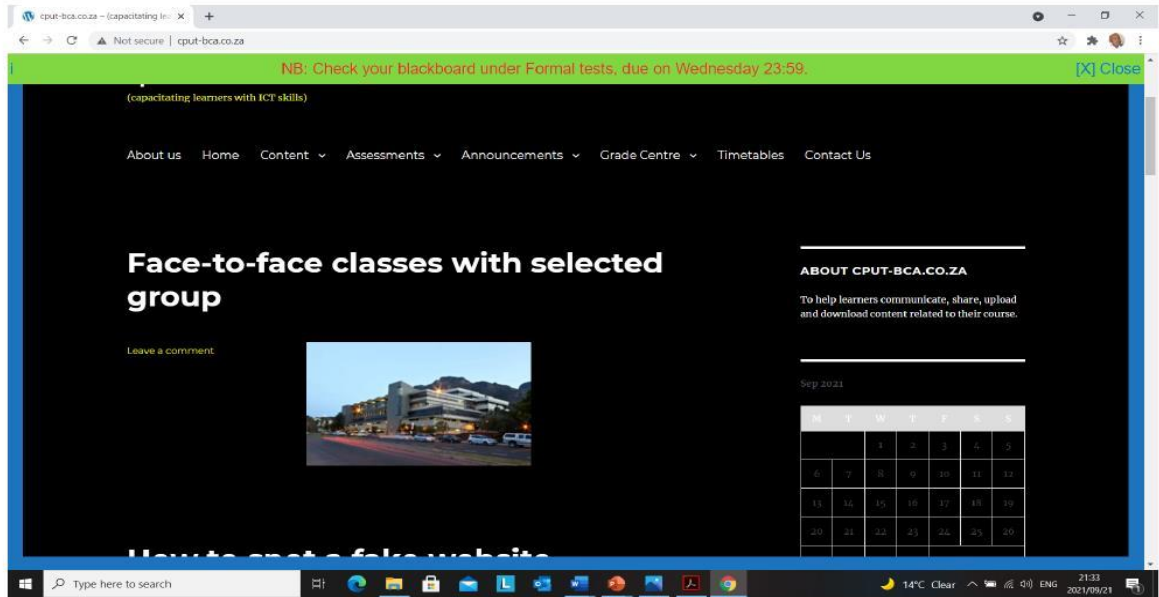 cput-bca.co.za – (capacitating le
Not secure | cput-bca.co.za
NB: Check your blackboard under Formal tests, due on Wednesday 23:59.
[X] Close
(capacitating learners with ICT skills)
About us Home Content Assessments Announcements Grade Centre Timetables Contact Us
Face-to-face classes with selected
group
Leave a comment
ABOUT CPUT-BCA.CO.ZA
To help learners communicate, share, upload
and download content related to their course.
Sep 2021
M T W T F S S
1 2 3 4 5
6 7 8 9 10 11 12
13 14 15 16 17 18 19
20 21 22 23 24 25 26
How to spot a fake website
Type here to search
14°C Clear ENG
21:33
2021/09/21